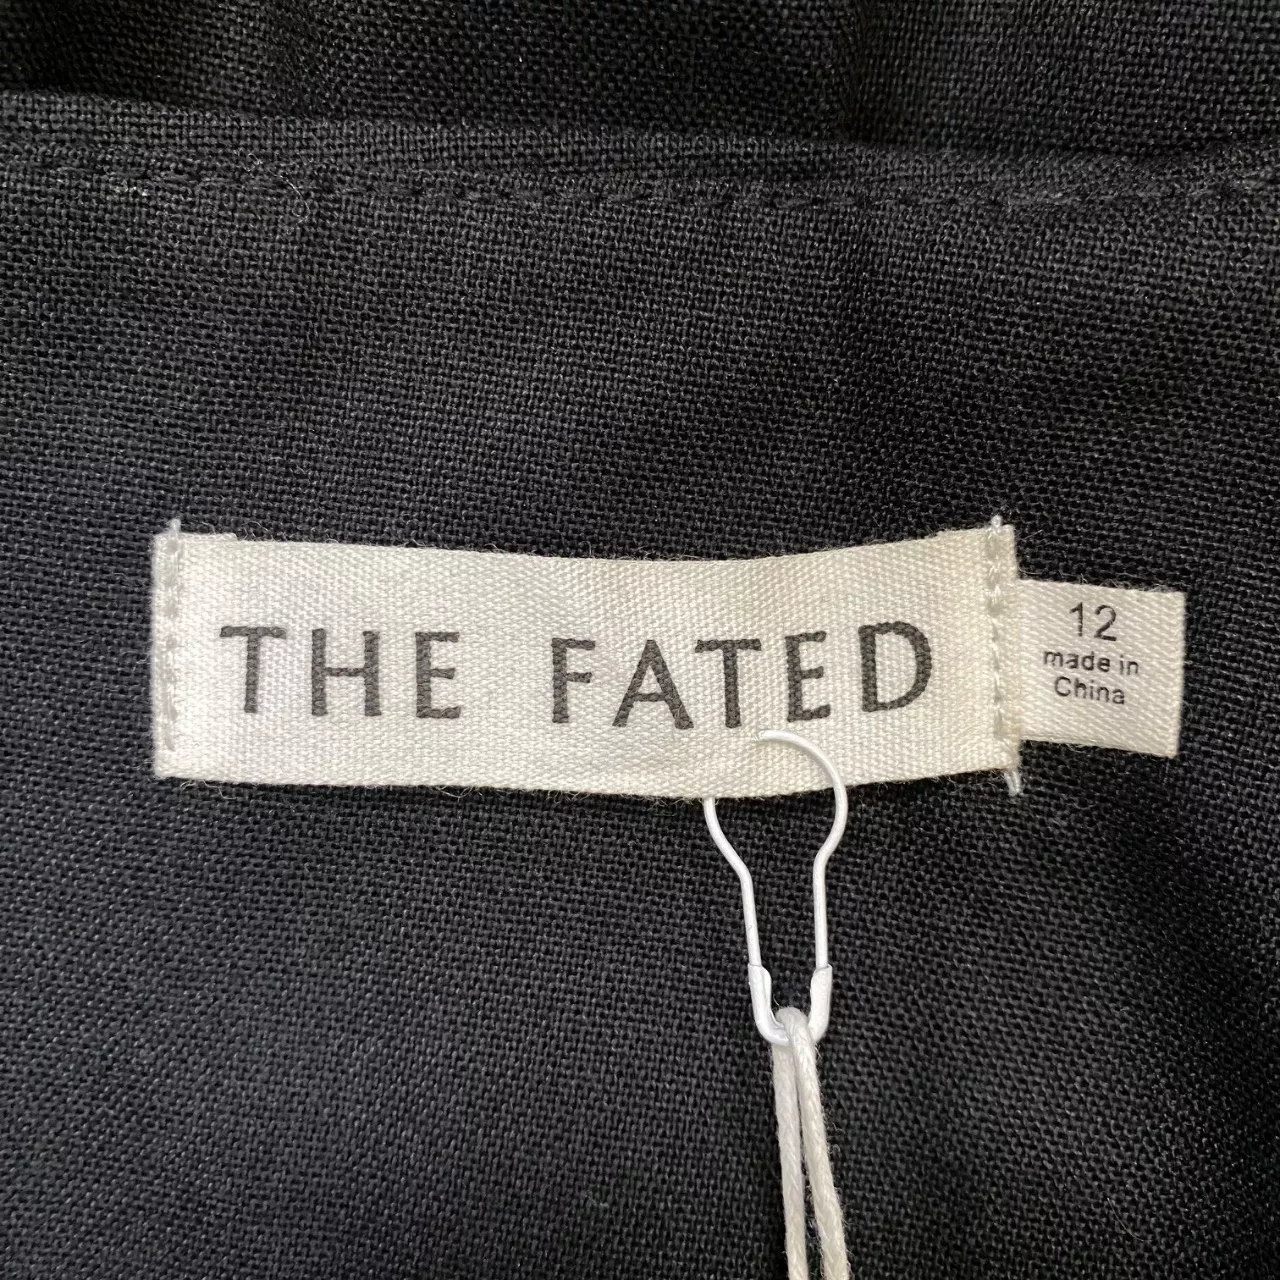 THE FATED
12
made in
China